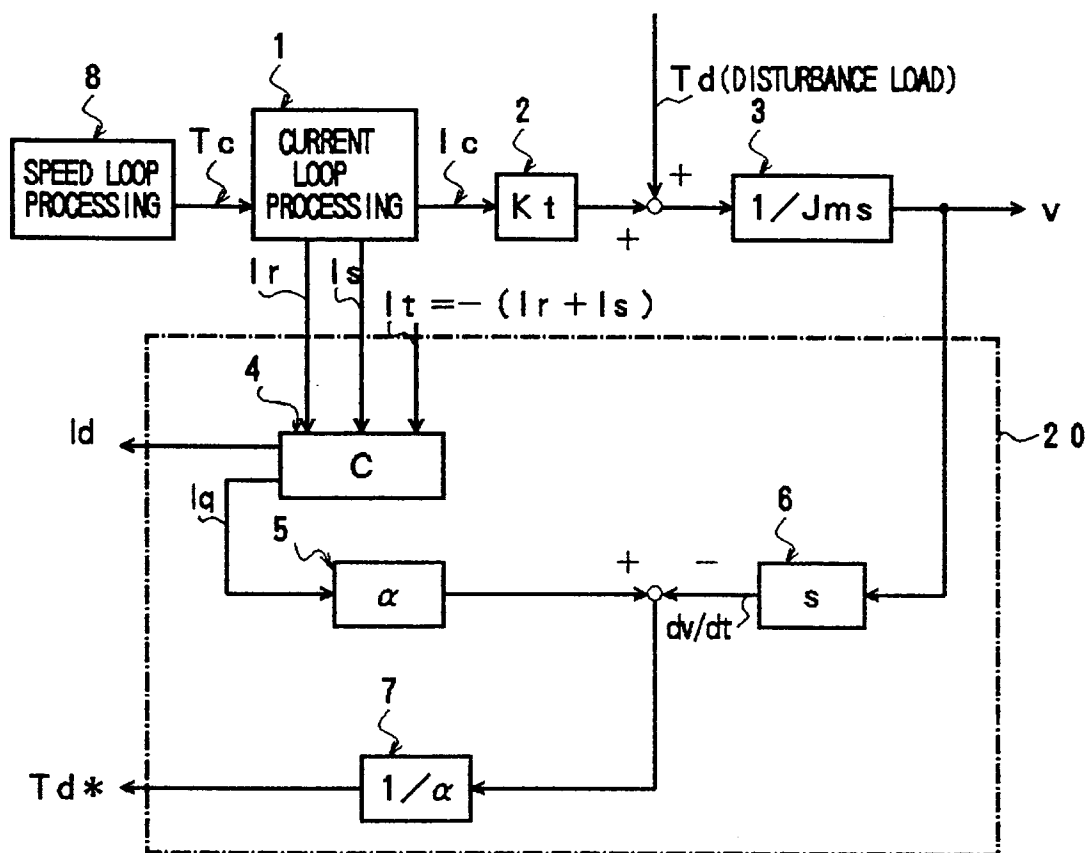 1
8
Td(DISTURBANCE LOAD)
2
3
Tc
Ic
SPEED LOOP
PROCESSING
CURRENT
LOOP
PROCESSING
Kt
+
+
1/Jms
v
Ir
Is
It=-(Ir+Is)
4
Id
C
20
Iq
5
6
α
+
-
s
dv/dt
7
Td*
1/α